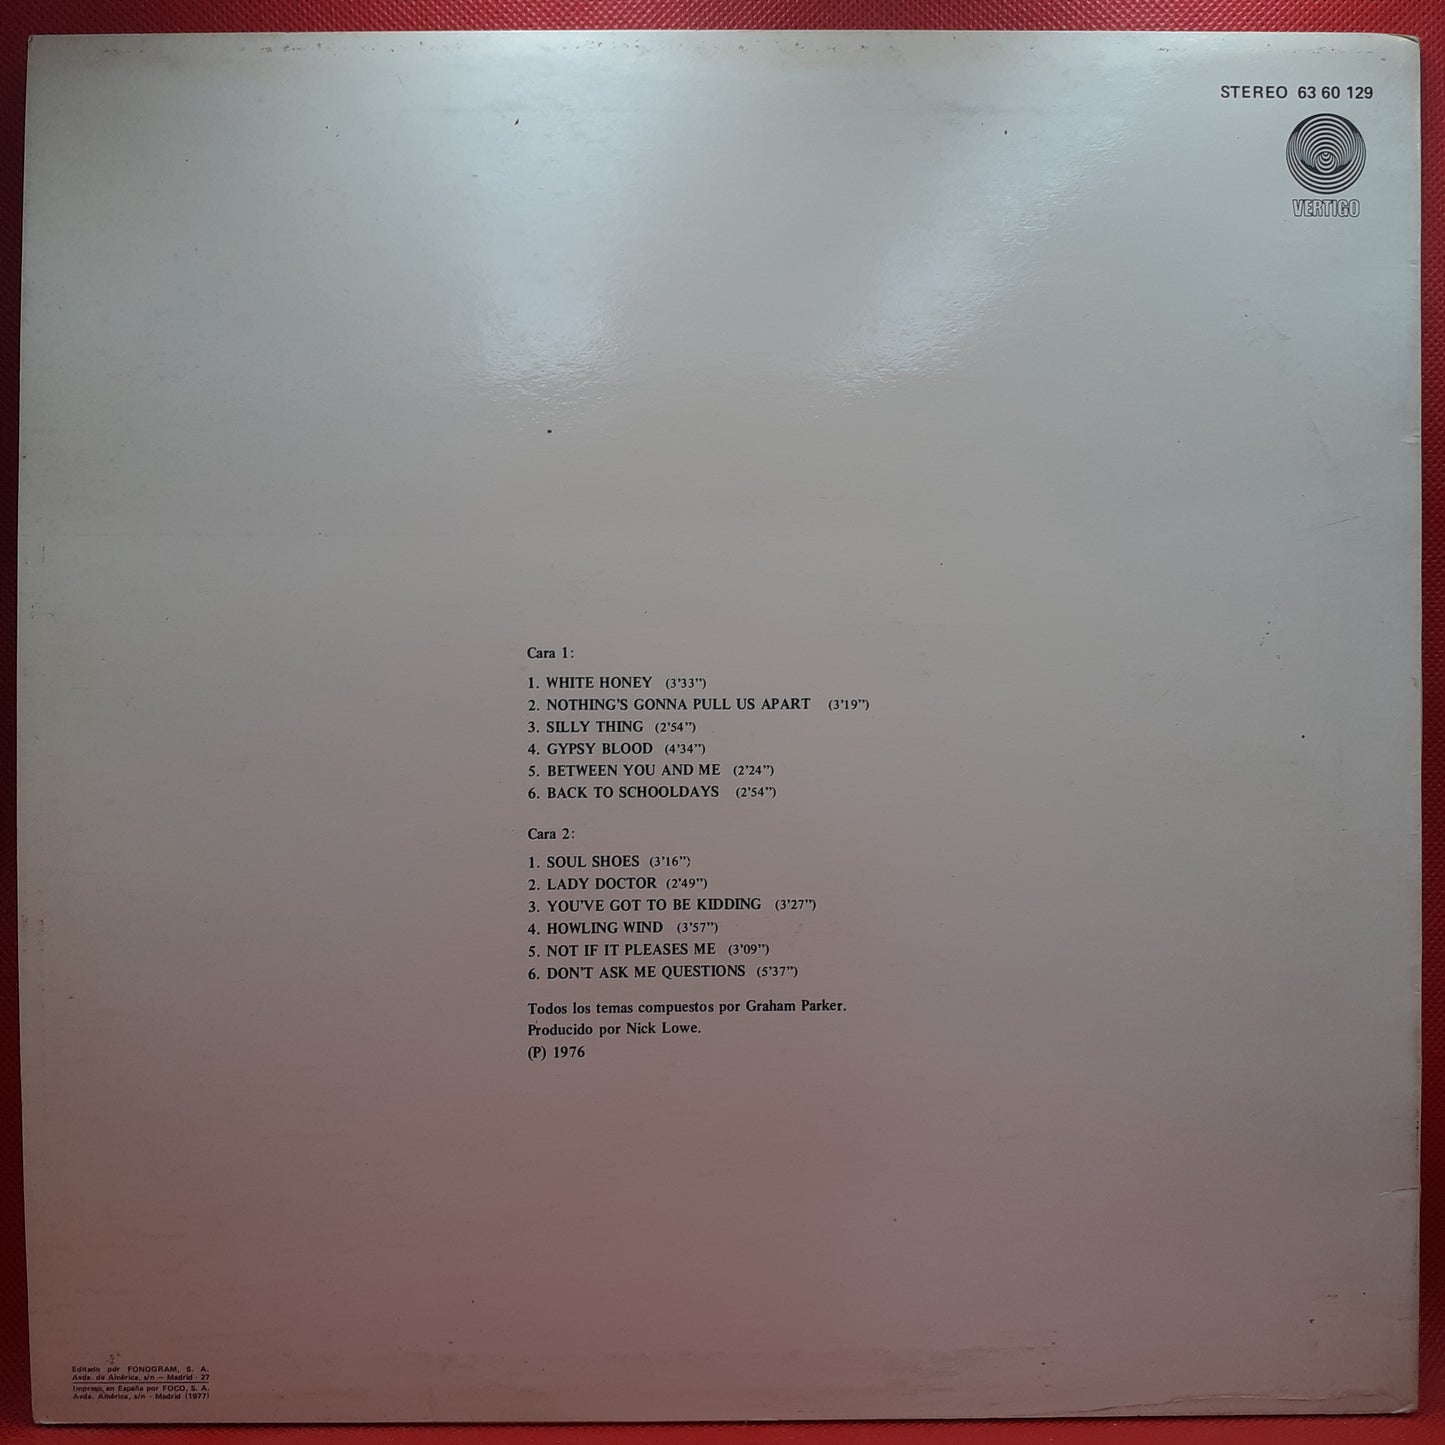 STEREO 63 60 129
VERTIGO
Cara 1:
1. WHITE HONEY (3'33")
2. NOTHING'S GONNA PULL US APART (3'19")
3. SILLY THING (2'54")
4. GYPSY BLOOD (4'34")
5. BETWEEN YOU AND ME (2'24")
6. BACK TO SCHOOLDAYS (2'54")
Cara 2:
1. SOUL SHOES (3'16")
2. LADY DOCTOR (2'49")
3. YOU'VE GOT TO BE KIDDING (3'27")
4. HOWLING WIND (3'57")
5. NOT IF IT PLEASES ME (3'09")
6. DON'T ASK ME QUESTIONS (5'37")
Todos los temas compuestos por Graham Parker.
Producido por Nick Lowe.
(P) 1976
Editado por FONOGRAM, S. A.
Avda. de América, s/n - Madrid - 27
Impreso en España por FOCO, S. A.
Avda. América, s/n - Madrid (1977)